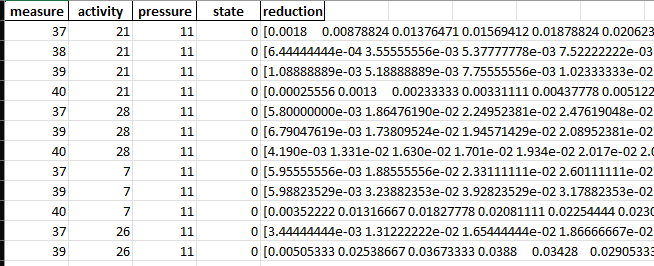 measure activity pressure state reduction
37 21 11 0 [0.0018 0.00878824 0.01376471 0.01569412 0.01878824 0.020623
38 21 11 0 [6.44444444e-04 3.55555556e-03 5.37777778e-03 7.52222222e-03
39 21 11 0 [1.08888889e-03 5.18888889e-03 7.75555556e-03 1.02333333e-02
40 21 11 0 [0.00025556 0.0013 0.00233333 0.00331111 0.00437778 0.005122
37 28 11 0 [5.80000000e-03 1.86476190e-02 2.24952381e-02 2.47619048e-02
39 28 11 0 [6.79047619e-03 1.73809524e-02 1.94571429e-02 2.08952381e-02
40 28 11 0 [4.190e-03 1.331e-02 1.630e-02 1.701e-02 1.934e-02 2.017e-02 2.0
37 7 11 0 [5.95555556e-03 1.88555556e-02 2.33111111e-02 2.60111111e-02
39 7 11 0 [5.98823529e-03 3.23882353e-02 3.92823529e-02 3.17882353e-02
40 7 11 0 [0.00352222 0.01316667 0.01827778 0.02081111 0.02254444 0.0230
37 26 11 0 [3.44444444e-03 1.31222222e-02 1.65444444e-02 1.86666667e-02
39 26 11 0 [0.00505333 0.02538667 0.03673333 0.0388 0.03428 0.02905333